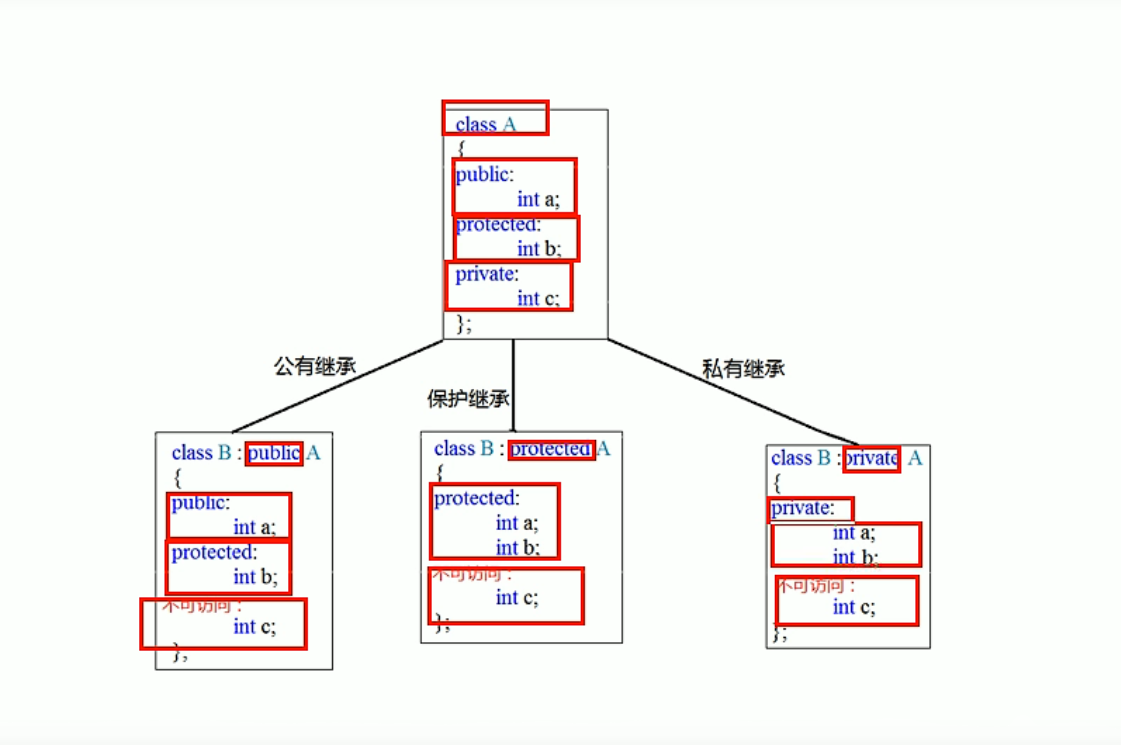 class A
{
public:
int a;
protected:
int b;
private:
int c;
};
公有继承
保护继承
私有继承
class B : public A
{
public:
int a;
protected:
int b;
不可访问：
int c;
};
class B : protected A
{
protected:
int a;
int b;
不可访问：
int c;
};
class B : private A
{
private:
int a;
int b;
不可访问：
int c;
};